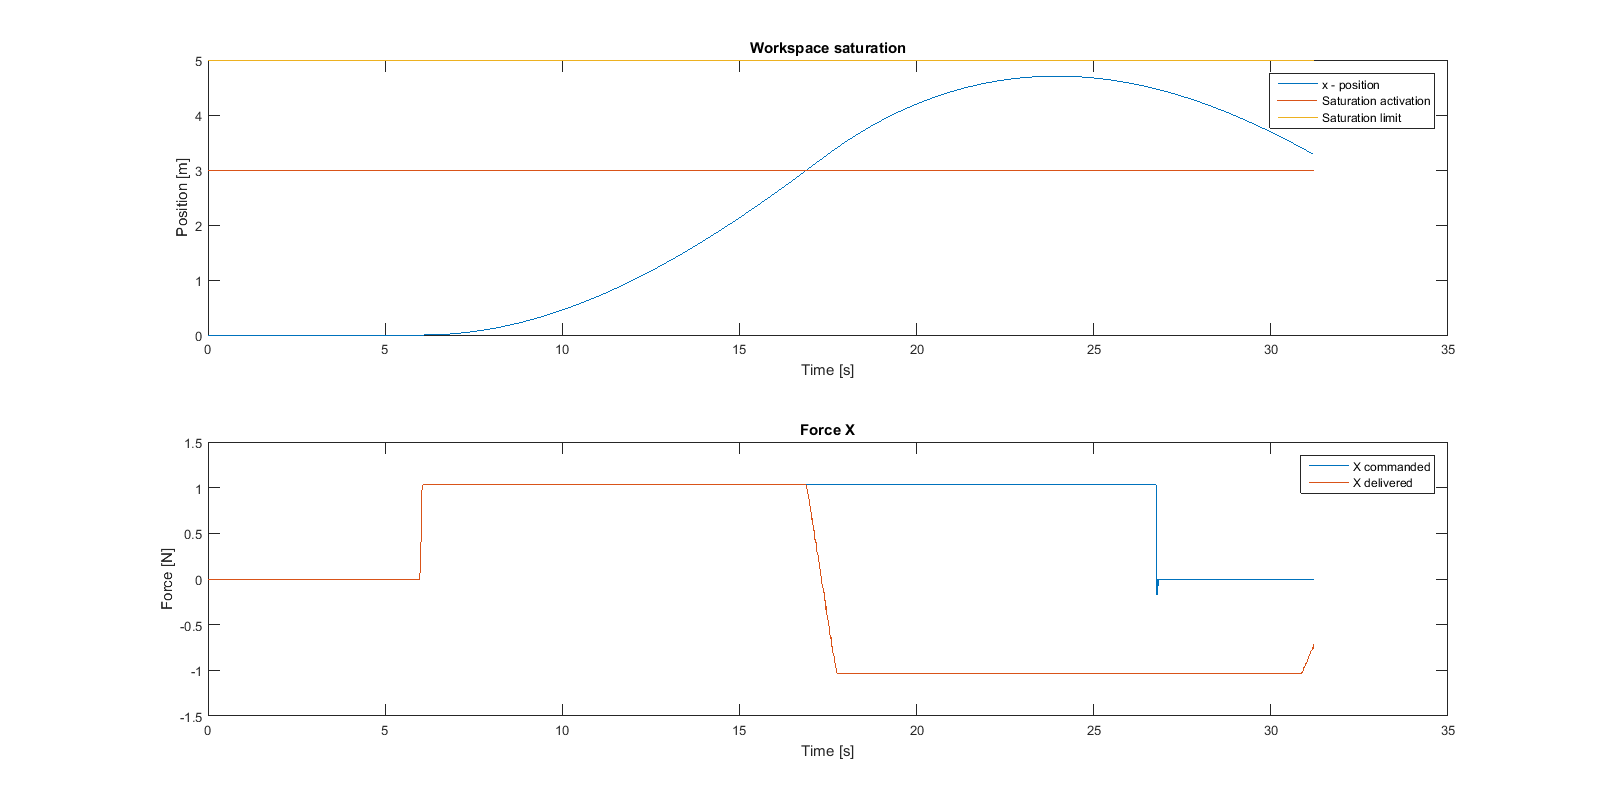 Workspace saturation
5
4
3
2
1
0
Position [m]
x - position
Saturation activation
Saturation limit
0 5 10 15 20 25 30 35
Time [s]
Force X
1.5
1
0.5
0
-0.5
-1
-1.5
Force [N]
X commanded
X delivered
0 5 10 15 20 25 30 35
Time [s]